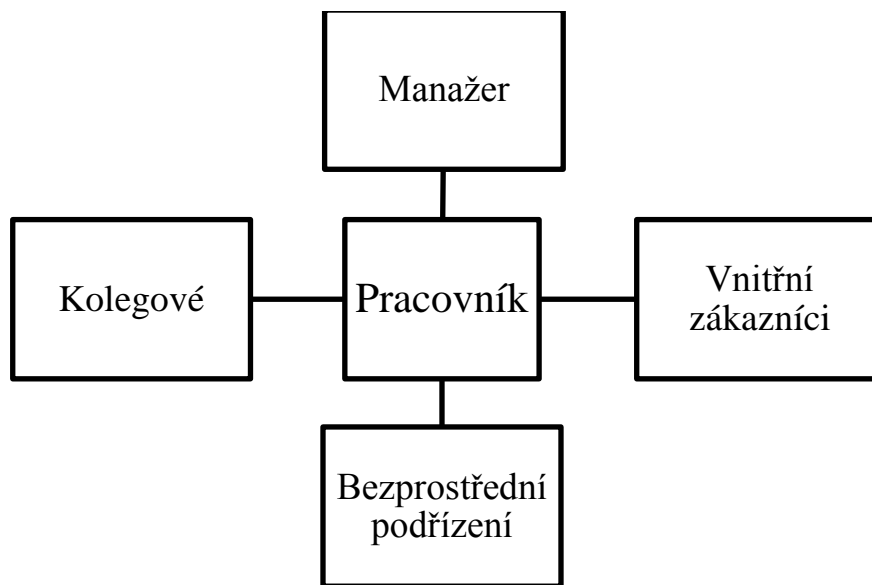 Manažer
Kolegové
Pracovník
Vnitřní
zákazníci
Bezprostřední
podřízení